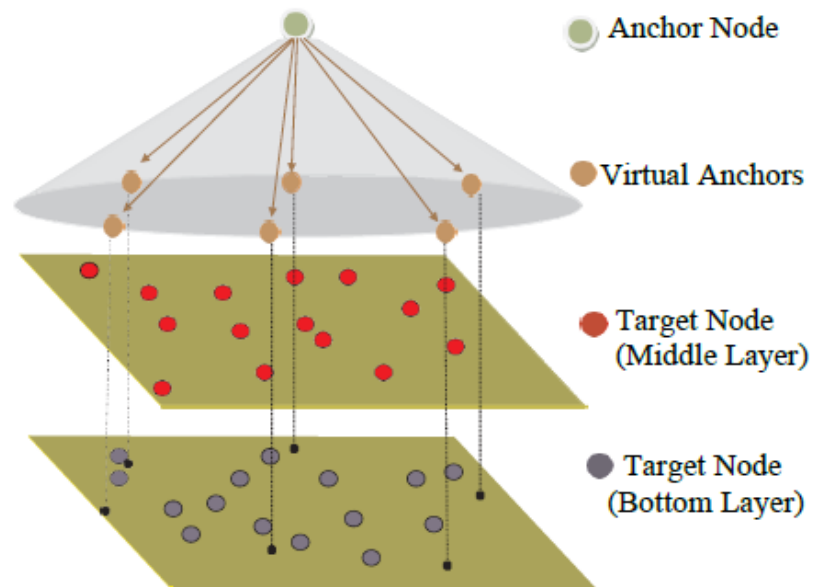 Anchor Node
Virtual Anchors
Target Node
(Middle Layer)
Target Node
(Bottom Layer)